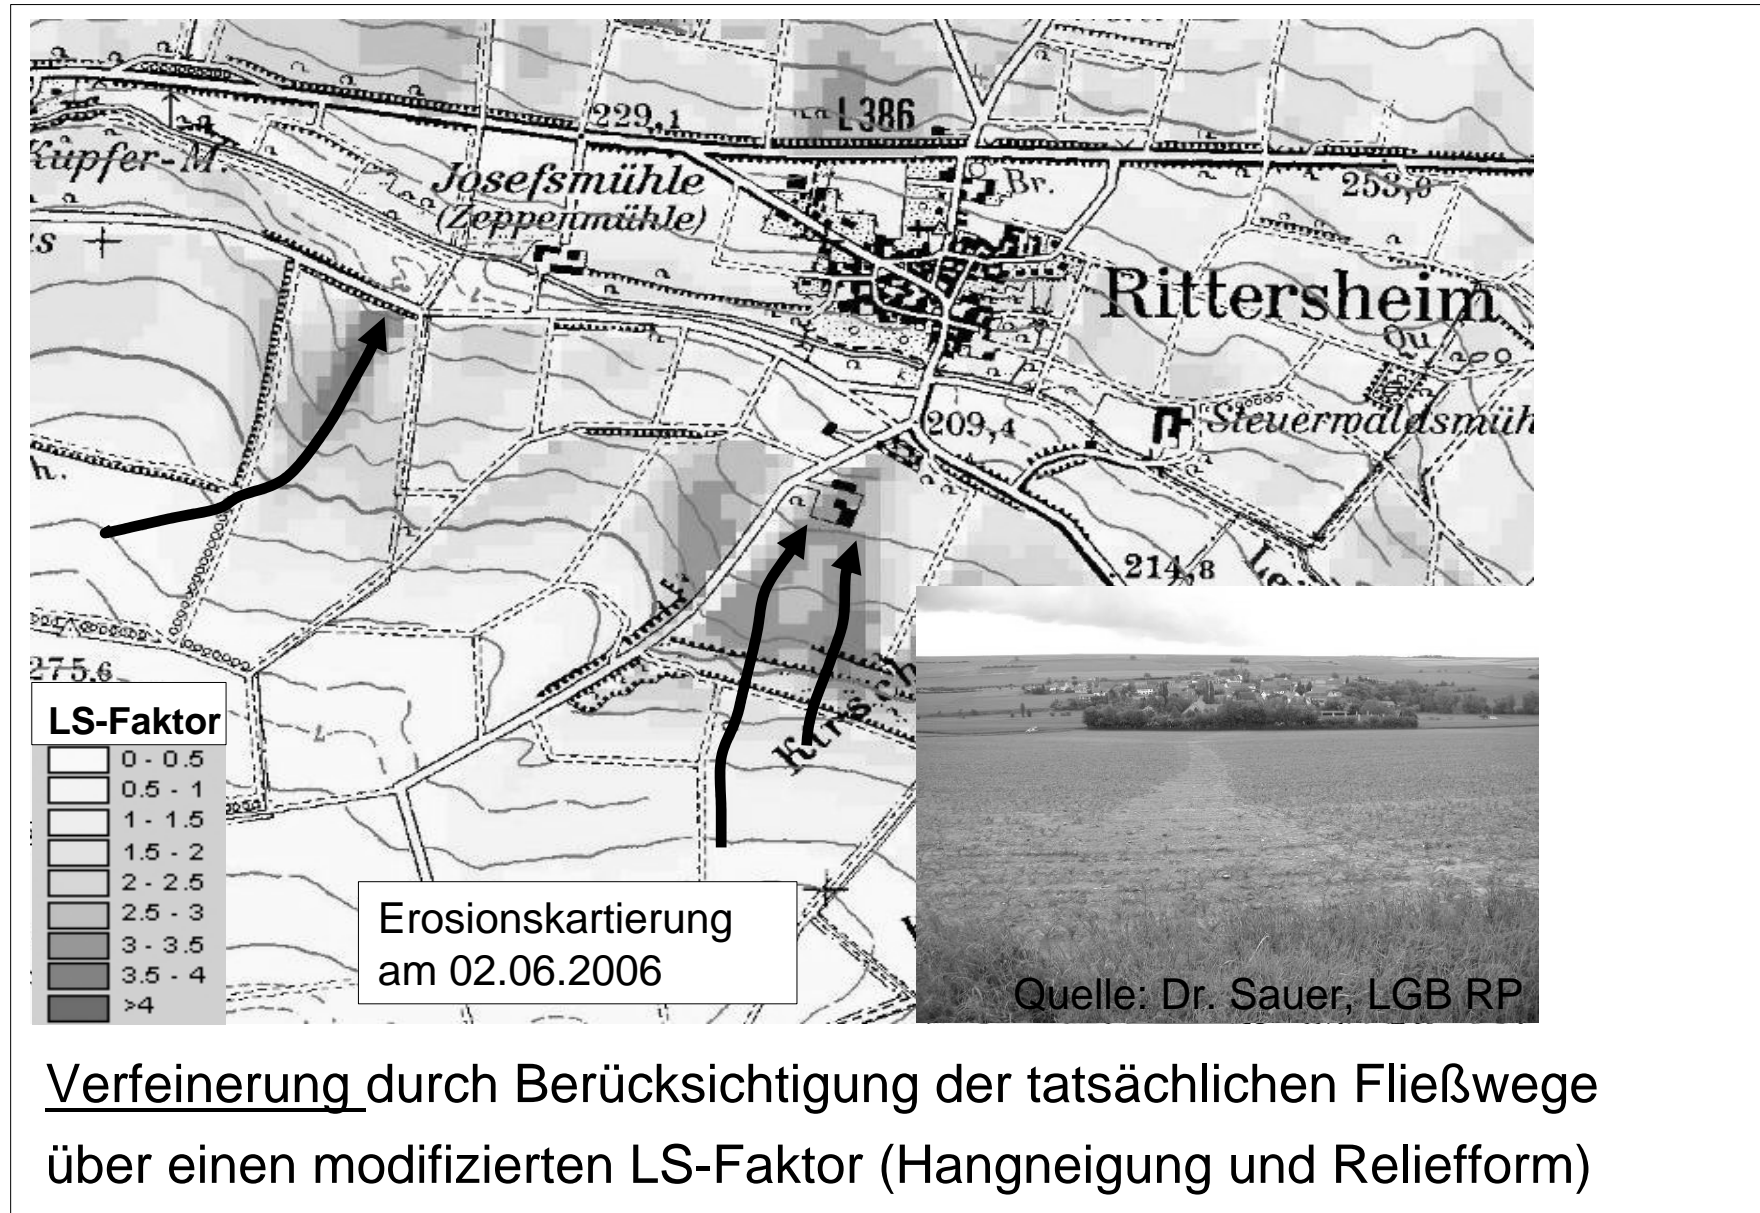 229,1
L386
Kupfer-M.
Josefsmühle
(Zeppenmühle)
Br.
253,0
Rittersheim
Qu.
209,4
Steuerwaldsmüh
h.
214,8
275,6
Kirsch
LS-Faktor
0 - 0.5
0.5 - 1
1 - 1.5
1.5 - 2
2 - 2.5
2.5 - 3
3 - 3.5
3.5 - 4
>4
Erosionskartierung
am 02.06.2006
Quelle: Dr. Sauer, LGB RP
Verfeinerung durch Berücksichtigung der tatsächlichen Fließwege
über einen modifizierten LS-Faktor (Hangneigung und Reliefform)